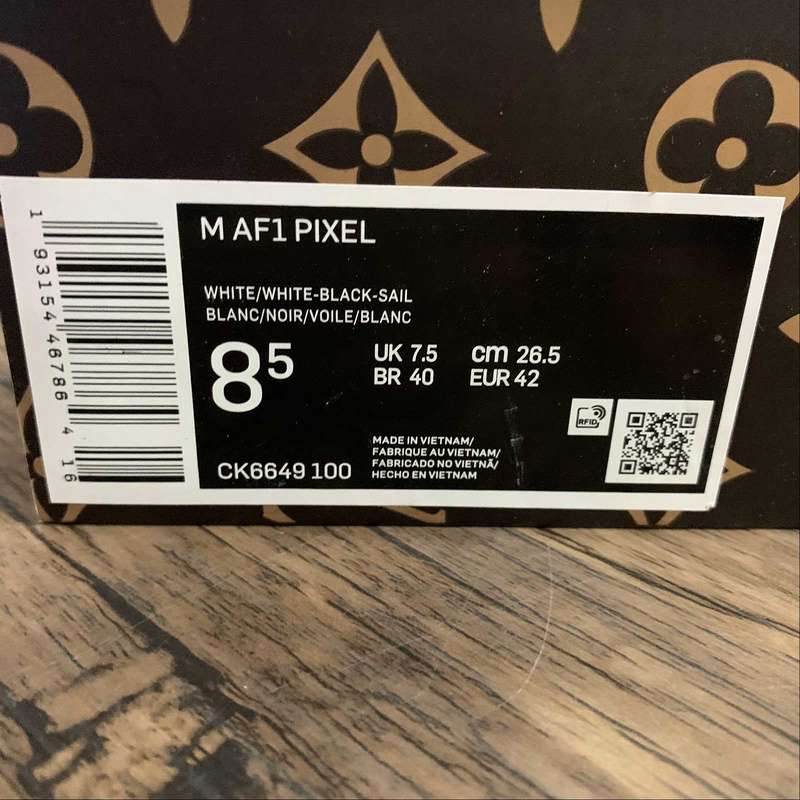 M AF1 PIXEL
WHITE/WHITE-BLACK-SAIL
BLANC/NOIR/VOILE/BLANC
8 5
UK 7.5 cm 26.5
BR 40 EUR 42
RFID
MADE IN VIETNAM/
FABRIQUE AU VIETNAM/
FABRICADO NO VIETNÃ/
HECHO EN VIETNAM
CK6649 100
1 93154 46786 4 16